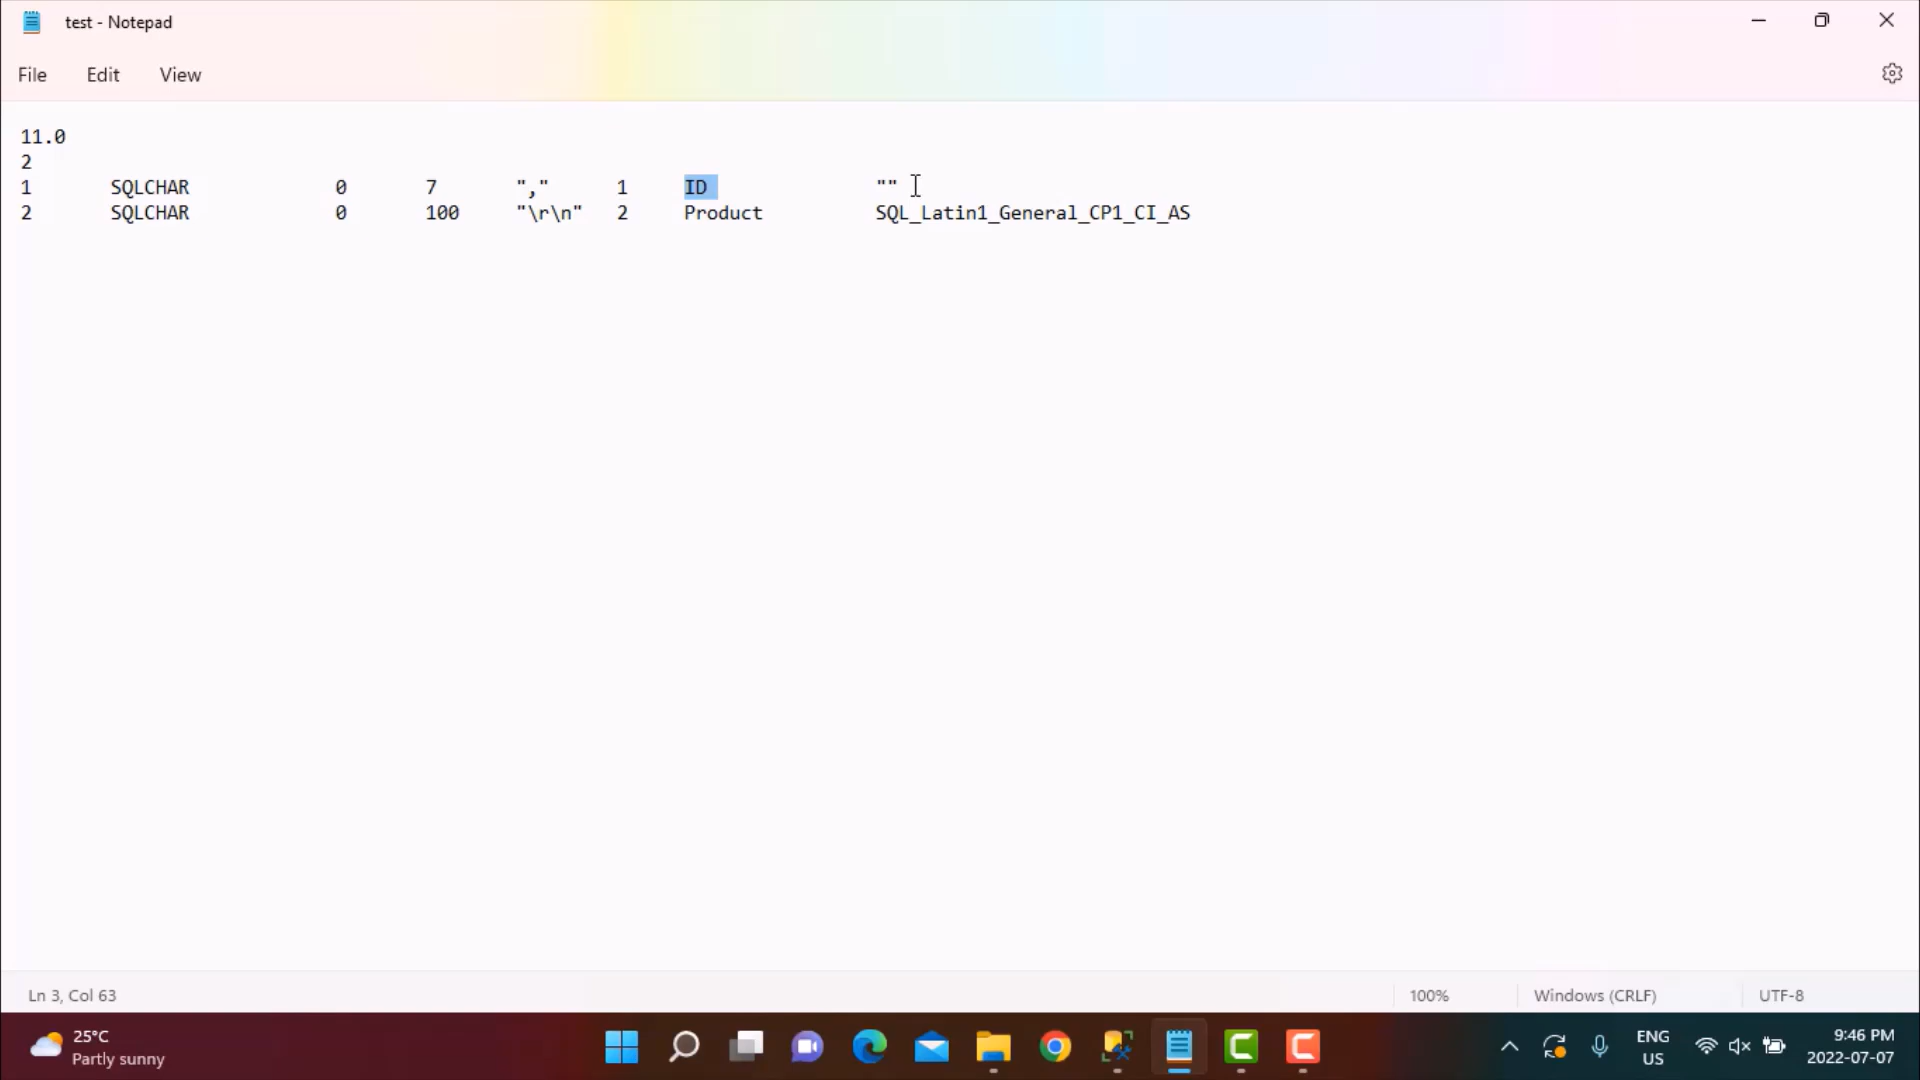 test - Notepad
File Edit View
11.0
2
1 SQLCHAR 0 7 "," 1 ID ""
2 SQLCHAR 0 100 "\r\n" 2 Product SQL_Latin1_General_CP1_CI_AS
Ln 3, Col 63 100% Windows (CRLF) UTF-8
25°C
Partly sunny
ENG
US
9:46 PM
2022-07-07